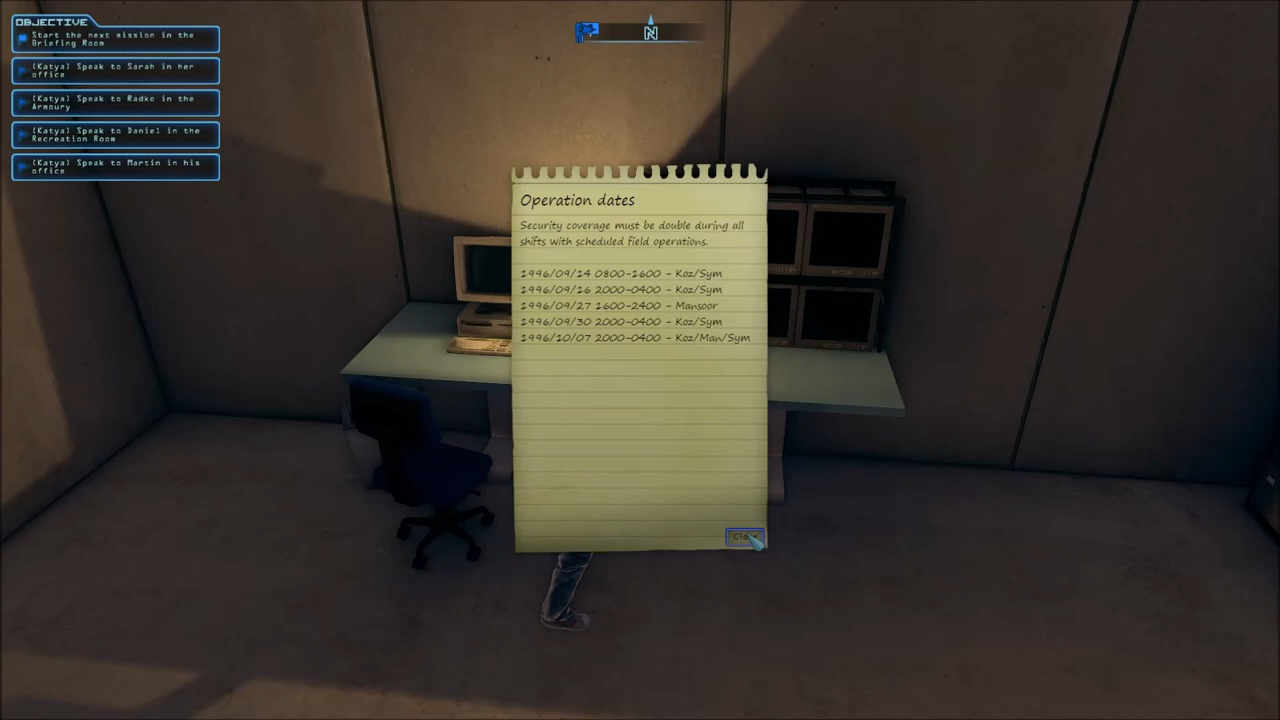 OBJECTIVE
Start the next mission in the
Briefing Room
(Katya) Speak to Sarah in her
office
(Katya) Speak to Radko in the
Armoury
(Katya) Speak to Daniel in the
Recreation Room
(Katya) Speak to Martin in his
office
N
Operation dates
Security coverage must be double during all
shifts with scheduled field operations.
1996/09/14 0800-1600 - Koz/Sym
1996/09/16 2000-0400 - Koz/Sym
1996/09/27 1600-2400 - Mansoor
1996/09/30 2000-0400 - Koz/Sym
1996/10/07 2000-0400 - Koz/Man/Sym